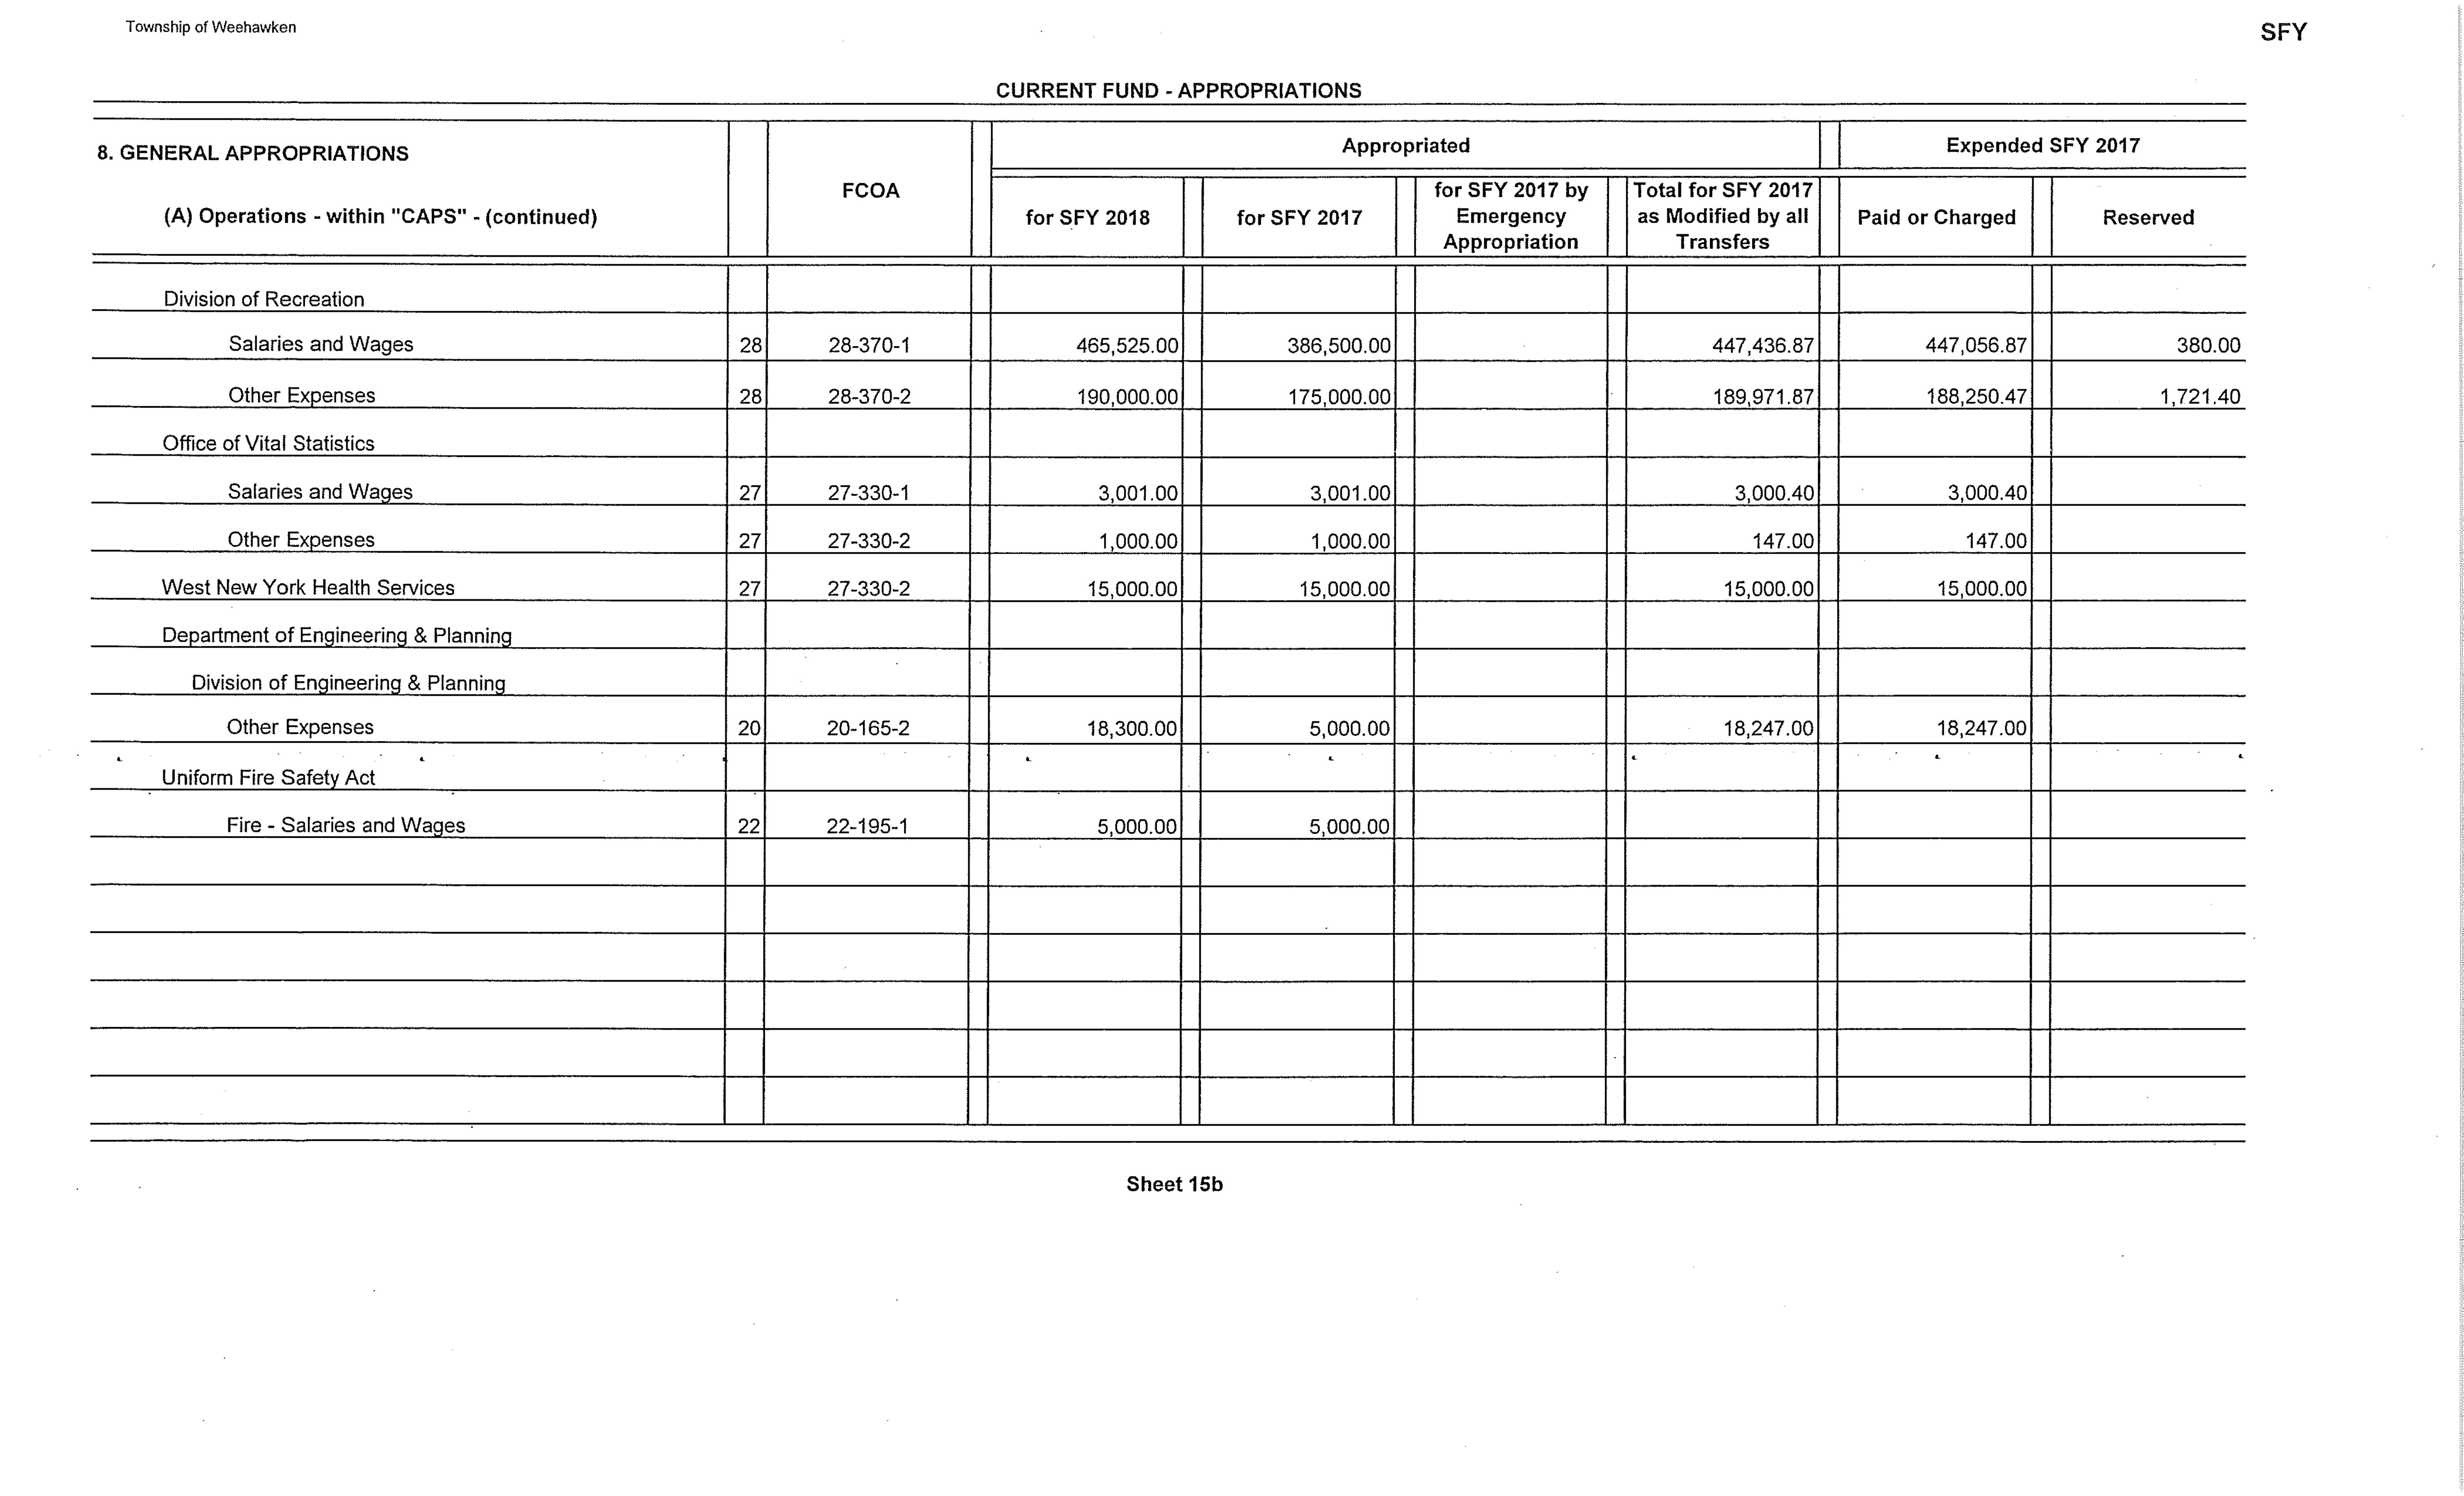 Township of Weehawken
SFY
CURRENT FUND - APPROPRIATIONS
8. GENERAL APPROPRIATIONS
Appropriated
Expended SFY 2017
FCOA
(A) Operations - within "CAPS" - (continued)
for SFY 2018
for SFY 2017
for SFY 2017 by
Emergency
Appropriation
Total for SFY 2017
as Modified by all
Transfers
Paid or Charged
Reserved
Division of Recreation
Salaries and Wages 28 28-370-1 465,525.00 386,500.00 447,436.87 447,056.87 380.00
Other Expenses 28 28-370-2 190,000.00 175,000.00 189,971.87 188,250.47 1,721.40
Office of Vital Statistics
Salaries and Wages 27 27-330-1 3,001.00 3,001.00 3,000.40 3,000.40
Other Expenses 27 27-330-2 1,000.00 1,000.00 147.00 147.00
West New York Health Services 27 27-330-2 15,000.00 15,000.00 15,000.00 15,000.00
Department of Engineering & Planning
Division of Engineering & Planning
Other Expenses 20 20-165-2 18,300.00 5,000.00 18,247.00 18,247.00
Uniform Fire Safety Act
Fire - Salaries and Wages 22 22-195-1 5,000.00 5,000.00
Sheet 15b